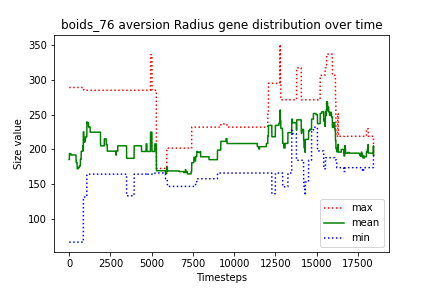 boids_76 aversion Radius gene distribution over time
Size value
350
300
250
200
150
100
0
2500
5000
7500
10000
12500
15000
17500
Timesteps
max
mean
min